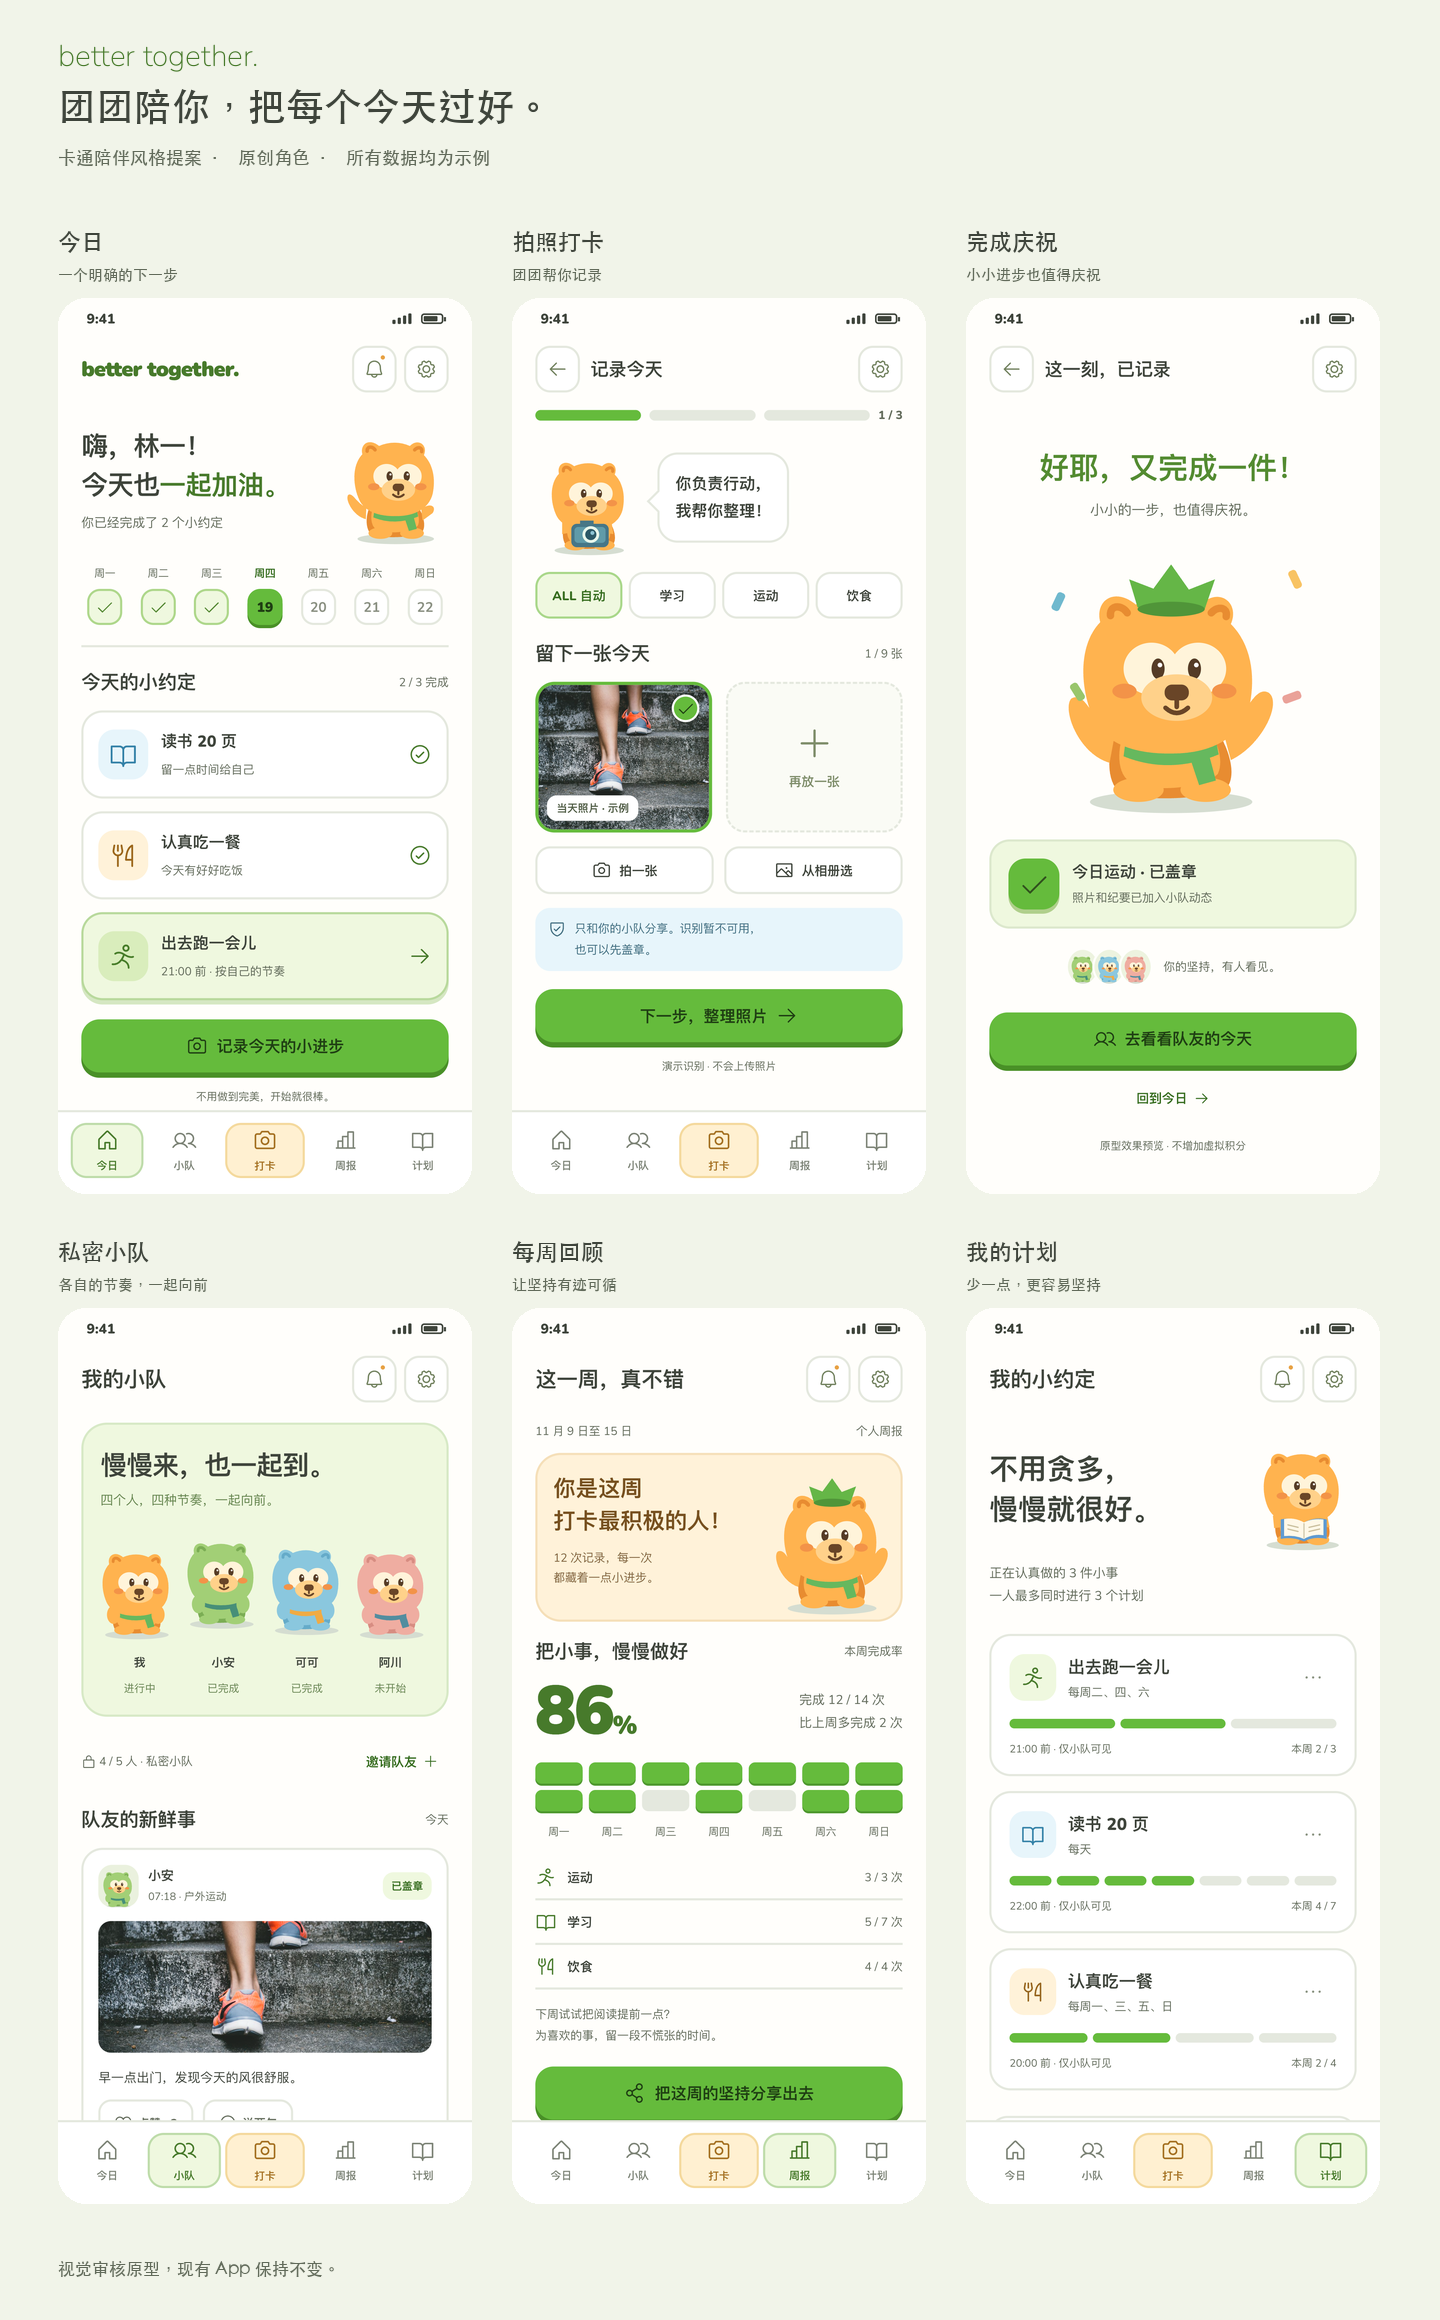 better together.
团团陪你，把每个今天过好。
卡通陪伴风格提案 · 原创角色 · 所有数据均为示例
今日
一个明确的下一步
9:41
better together.
嗨，林一！
今天也一起加油。
你已经完成了 2 个小约定
周一 周二 周三 周四 周五 周六 周日
19 20 21 22
今天的小约定
2 / 3 完成
读书 20 页
留一点时间给自己
认真吃一餐
今天有好好吃饭
出去跑一会儿
21:00 前 · 按自己的节奏
记录今天的小进步
不用做到完美，开始就很棒。
今日 小队 打卡 周报 计划
拍照打卡
团团帮你记录
9:41
记录今天
1 / 3
你负责行动，
我帮你整理！
ALL 自动 学习 运动 饮食
留下一张今天
1 / 9 张
当天照片 · 示例
再放一张
拍一张
从相册选
只和你的小队分享。识别暂不可用，
也可以先盖章。
下一步，整理照片
演示识别 · 不会上传照片
今日 小队 打卡 周报 计划
完成庆祝
小小进步也值得庆祝
9:41
这一刻，已记录
好耶，又完成一件！
小小的一步，也值得庆祝。
今日运动 · 已盖章
照片和纪要已加入小队动态
你的坚持，有人看见。
去看看队友的今天
回到今日
原型效果预览 · 不增加虚拟积分
私密小队
各自的节奏，一起向前
9:41
我的小队
慢慢来，也一起到。
四个人，四种节奏，一起向前。
我 小安 可可 阿川
进行中 已完成 已完成 未开始
4 / 5 人 · 私密小队
邀请队友
队友的新鲜事
今天
小安
07:18 · 户外运动
已盖章
早一点出门，发现今天的风很舒服。
今日 小队 打卡 周报 计划
每周回顾
让坚持有迹可循
9:41
这一周，真不错
11 月 9 日至 15 日
个人周报
你是这周
打卡最积极的人！
12 次记录，每一次
都藏着一点小进步。
把小事，慢慢做好
本周完成率
86%
完成 12 / 14 次
比上周多完成 2 次
周一 周二 周三 周四 周五 周六 周日
运动 3 / 3 次
学习 5 / 7 次
饮食 4 / 4 次
下周试试把阅读提前一点？
为喜欢的事，留一段不慌张的时间。
把这周的坚持分享出去
今日 小队 打卡 周报 计划
我的计划
少一点，更容易坚持
9:41
我的小约定
不用贪多，
慢慢就很好。
正在认真做的 3 件小事
一人最多同时进行 3 个计划
出去跑一会儿
每周二、四、六
21:00 前 · 仅小队可见
本周 2 / 3
读书 20 页
每天
22:00 前 · 仅小队可见
本周 4 / 7
认真吃一餐
每周一、三、五、日
20:00 前 · 仅小队可见
本周 2 / 4
今日 小队 打卡 周报 计划
视觉审核原型，现有 App 保持不变。